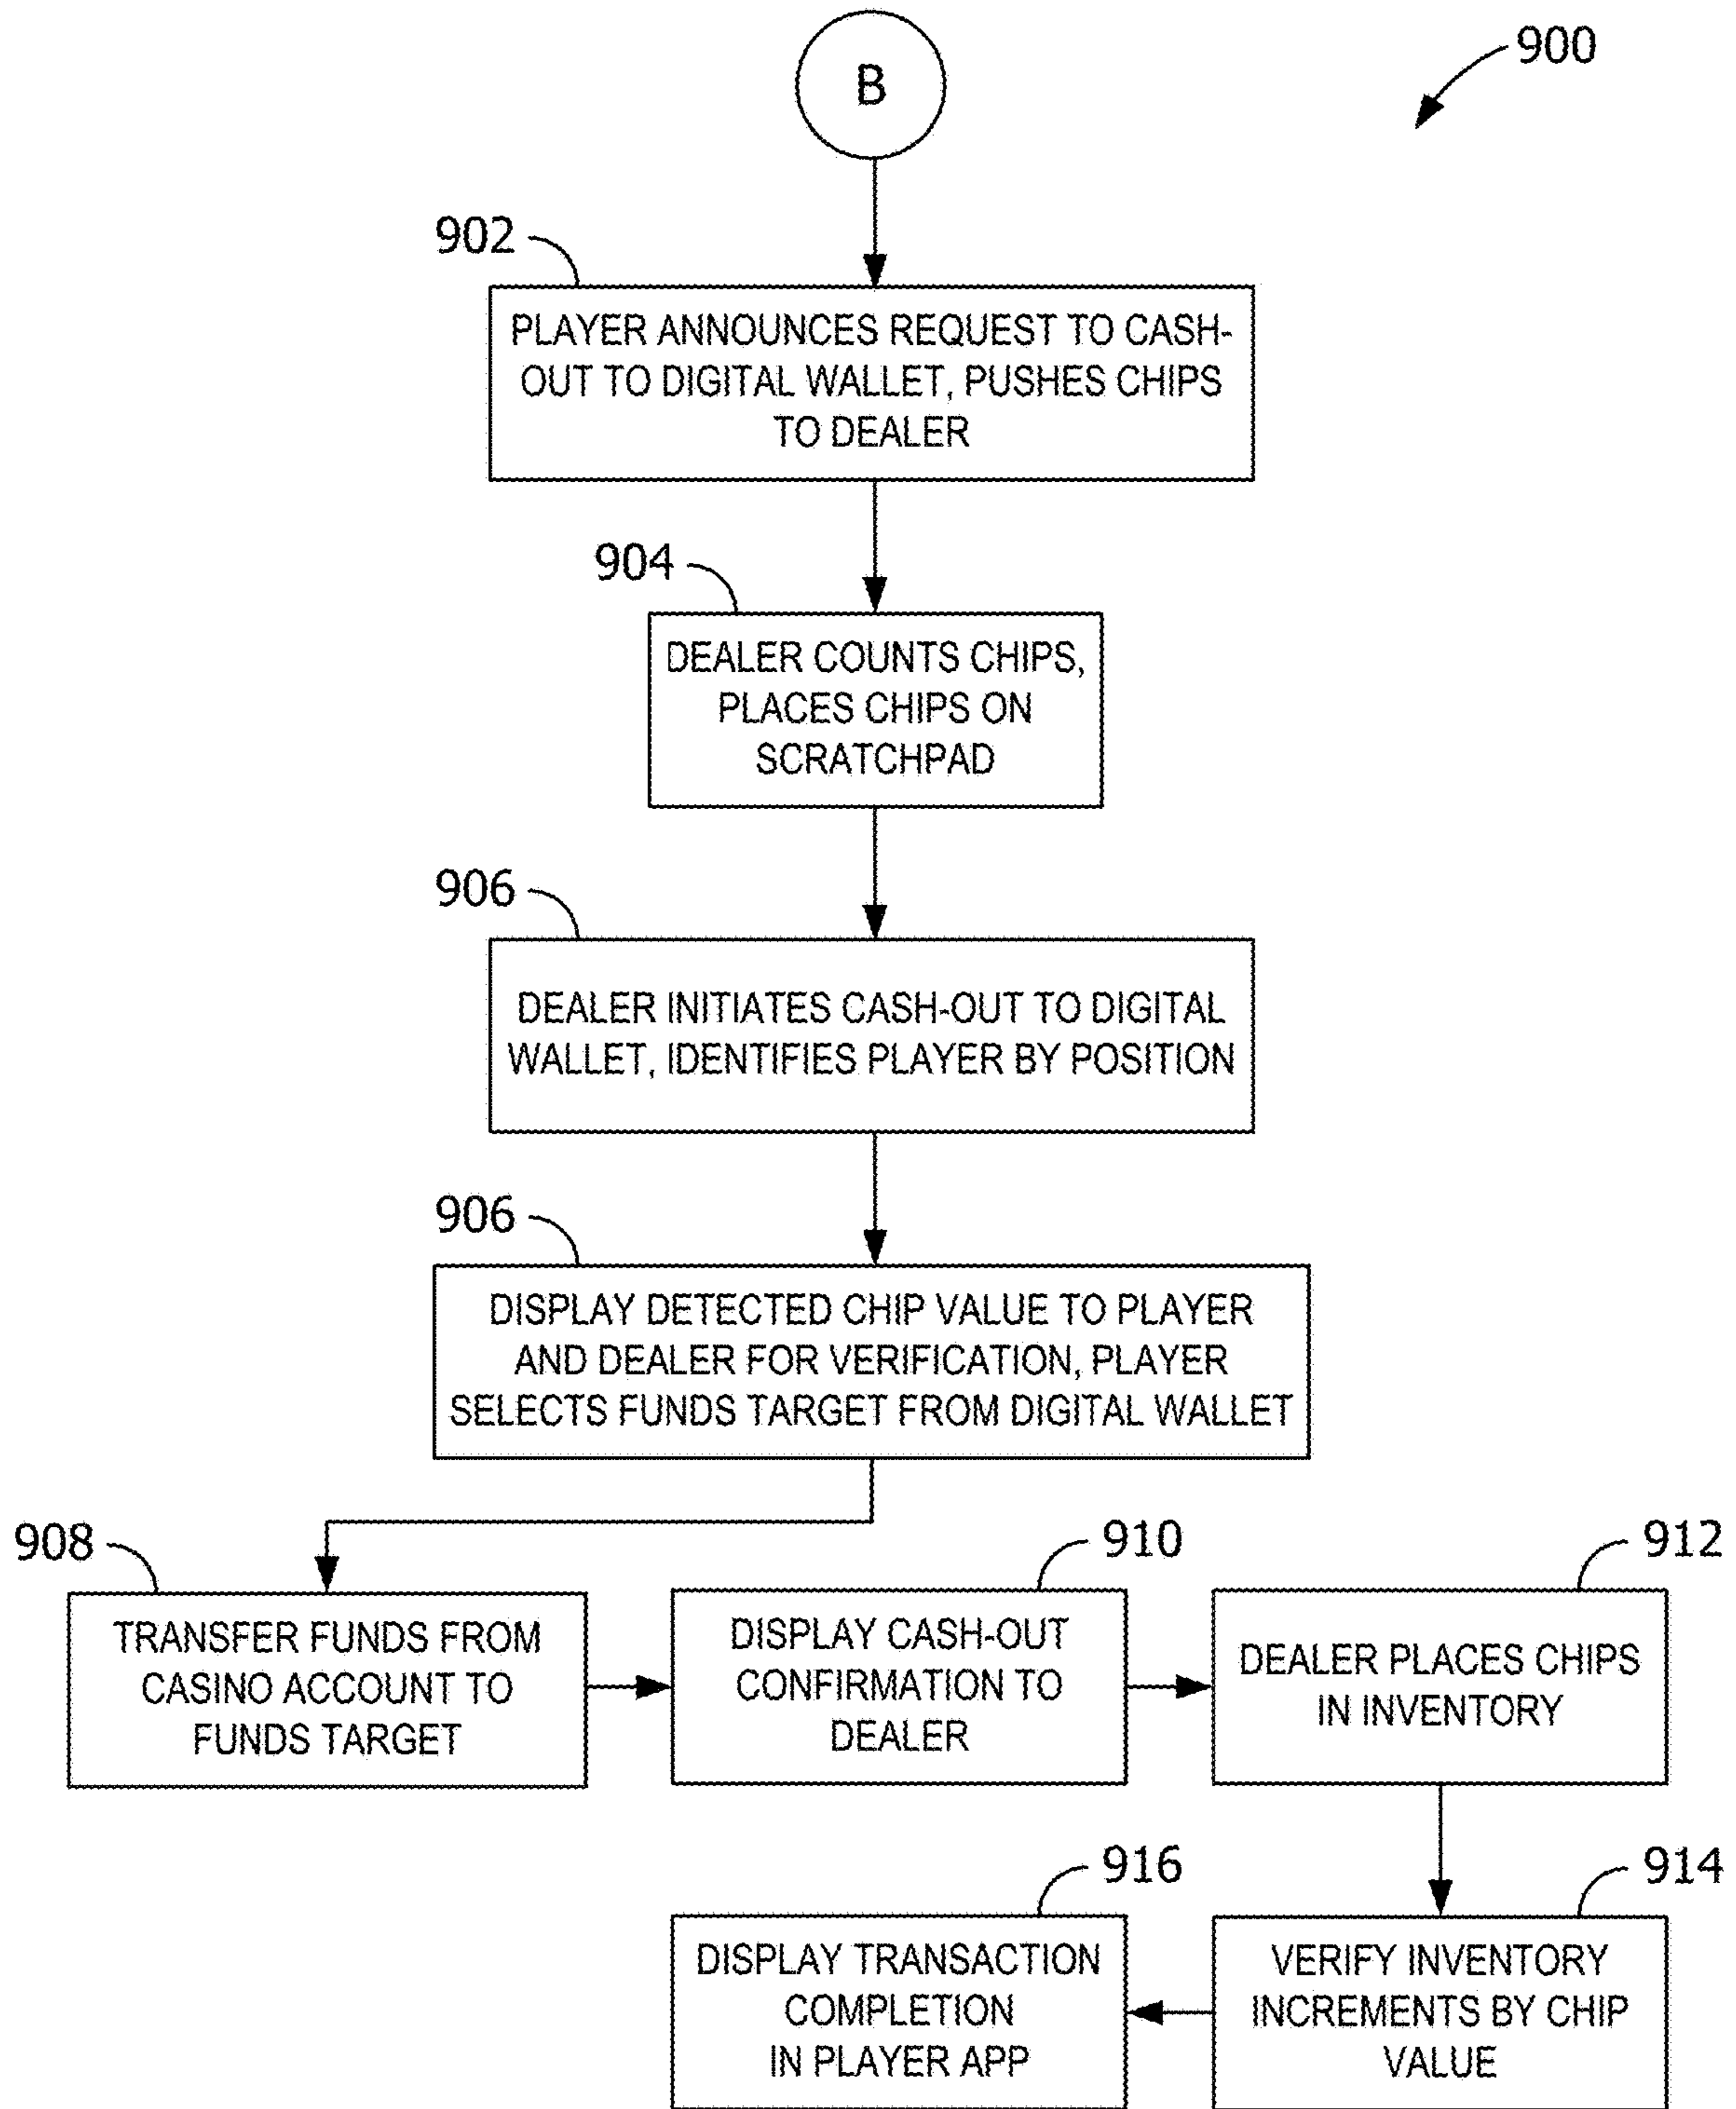 B
900
902
PLAYER ANNOUNCES REQUEST TO CASH-
OUT TO DIGITAL WALLET, PUSHES CHIPS
TO DEALER
904
DEALER COUNTS CHIPS,
PLACES CHIPS ON
SCRATCHPAD
906
DEALER INITIATES CASH-OUT TO DIGITAL
WALLET, IDENTIFIES PLAYER BY POSITION
906
DISPLAY DETECTED CHIP VALUE TO PLAYER
AND DEALER FOR VERIFICATION, PLAYER
SELECTS FUNDS TARGET FROM DIGITAL WALLET
908
TRANSFER FUNDS FROM
CASINO ACCOUNT TO
FUNDS TARGET
910
DISPLAY CASH-OUT
CONFIRMATION TO
DEALER
912
DEALER PLACES CHIPS
IN INVENTORY
914
VERIFY INVENTORY
INCREMENTS BY CHIP
VALUE
916
DISPLAY TRANSACTION
COMPLETION
IN PLAYER APP